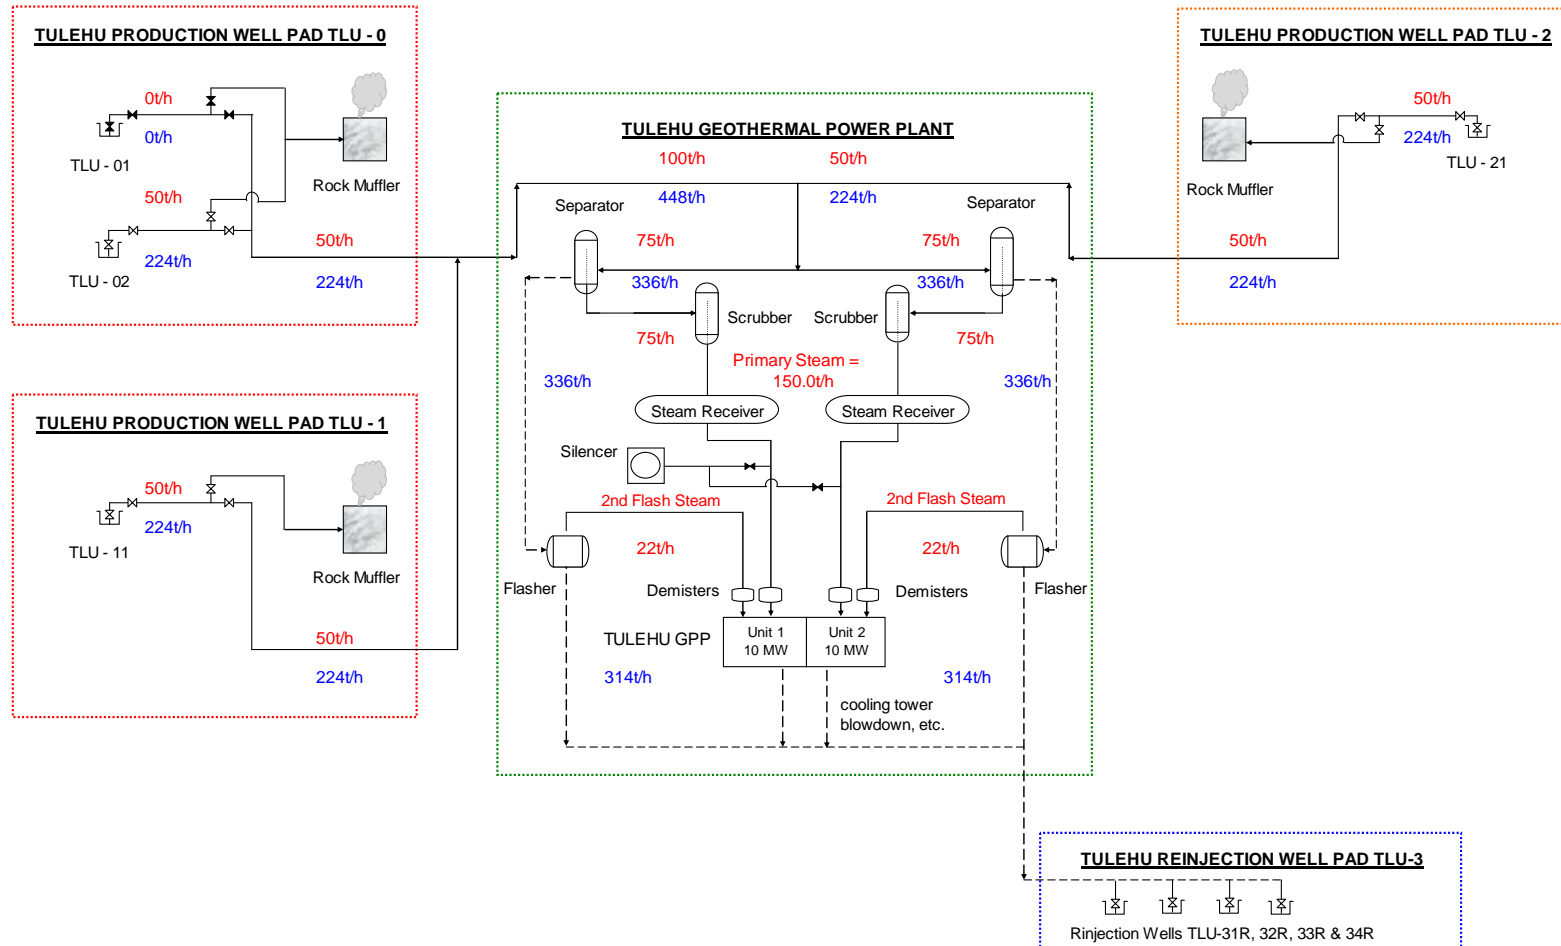 TULEHU PRODUCTION WELL PAD TLU - 0
0t/h
0t/h
TLU - 01
Rock Muffler
50t/h
224t/h
TLU - 02
50t/h
224t/h
TULEHU PRODUCTION WELL PAD TLU - 1
50t/h
224t/h
TLU - 11
Rock Muffler
50t/h
224t/h
TULEHU GEOTHERMAL POWER PLANT
100t/h
50t/h
448t/h
224t/h
Separator
Separator
75t/h
75t/h
336t/h
336t/h
Scrubber
Scrubber
75t/h
75t/h
Primary Steam =
150.0t/h
336t/h
336t/h
Steam Receiver
Steam Receiver
Silencer
2nd Flash Steam
2nd Flash Steam
22t/h
22t/h
Flasher
Demisters
Demisters
Flasher
TULEHU GPP
Unit 1
10 MW
Unit 2
10 MW
314t/h
314t/h
cooling tower
blowdown, etc.
TULEHU PRODUCTION WELL PAD TLU - 2
50t/h
224t/h
TLU - 21
Rock Muffler
50t/h
224t/h
TULEHU REINJECTION WELL PAD TLU-3
Rinjection Wells TLU-31R, 32R, 33R & 34R